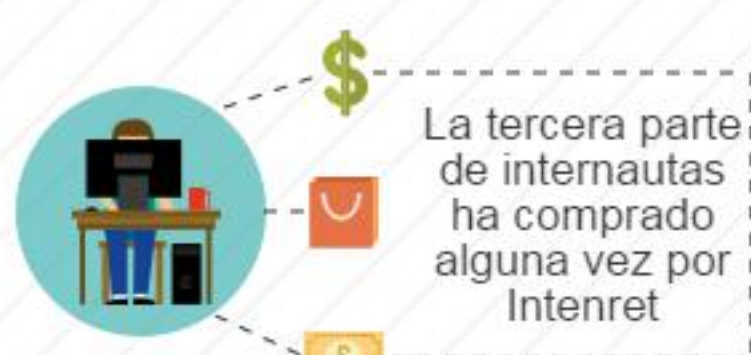 $
La tercera parte
de internautas
ha comprado
alguna vez por
Intenret